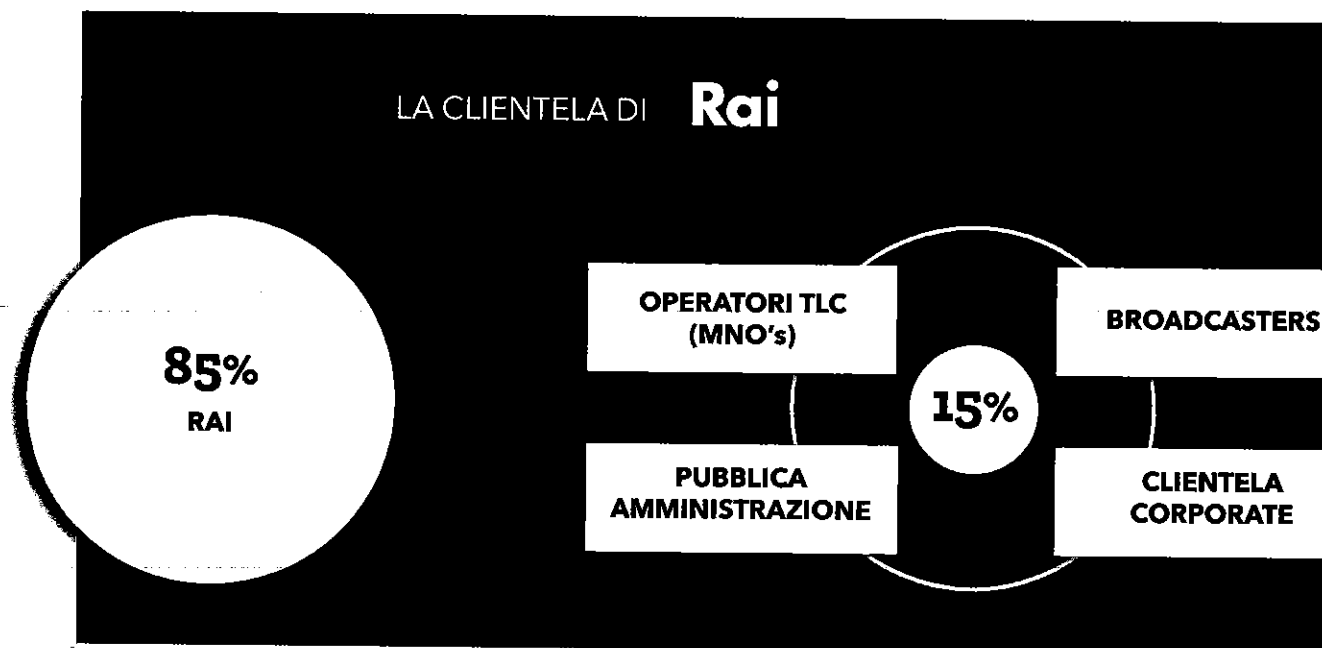 LA CLIENTELA DI Rai
85%
RAI
OPERATORI TLC
(MNO's)
BROADCASTERS
15%
PUBBLICA
AMMINISTRAZIONE
CLIENTELA
CORPORATE